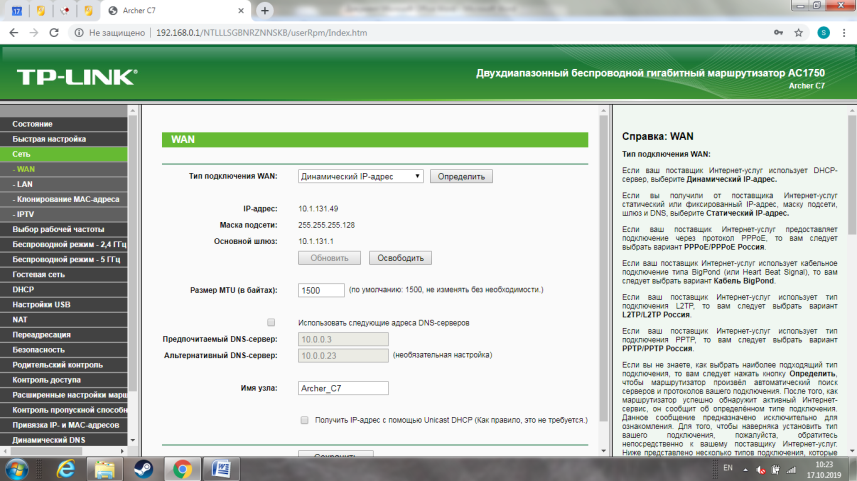 17
Archer C7
Не защищено | 192.168.0.1/NTLLLSGBNRZNNSKB/userRpm/Index.htm
S
TP-LINK®
Двухдиапазонный беспроводной гигабитный маршрутизатор AC1750
Archer C7
Состояние
Быстрая настройка
Сеть
- WAN
- LAN
- Клонирование MAC-адреса
- IPTV
Выбор рабочей частоты
Беспроводной режим - 2,4 ГГц
Беспроводной режим - 5 ГГц
Гостевая сеть
DHCP
Настройки USB
NAT
Переадресация
Безопасность
Родительский контроль
Контроль доступа
Расширенные настройки марш
Контроль пропускной способн
Привязка IP- и MAC-адресов
Динамический DNS
WAN
Тип подключения WAN: Динамический IP-адрес Определить
IP-адрес: 10.1.131.49
Маска подсети: 255.255.255.128
Основной шлюз: 10.1.131.1
Обновить Освободить
Размер MTU (в байтах): 1500 (по умолчанию: 1500, не изменять без необходимости.)
Использовать следующие адреса DNS-серверов
Предпочитаемый DNS-сервер: 10.0.0.3
Альтернативный DNS-сервер: 10.0.0.23 (необязательная настройка)
Имя узла: Archer_C7
Получить IP-адрес с помощью Unicast DHCP (Как правило, это не требуется.)
Сохранить
Справка: WAN
Тип подключения WAN:
Если ваш поставщик Интернет-услуг использует DHCP-
сервер, выберите Динамический IP-адрес.
Если вы получили от поставщика Интернет-услуг
статический или фиксированный IP-адрес, маску подсети,
шлюз и DNS, выберите Статический IP-адрес.
Если ваш поставщик Интернет-услуг предоставляет
подключение через протокол PPPoE, то вам следует
выбрать вариант PPPoE/PPPoE Россия.
Если ваш поставщик Интернет-услуг использует кабельное
подключение типа BigPond (или Heart Beat Signal), то вам
следует выбрать вариант Кабель BigPond.
Если ваш поставщик Интернет-услуг использует тип
подключения L2TP, то вам следует выбрать вариант
L2TP/L2TP Россия.
Если ваш поставщик Интернет-услуг использует тип
подключения PPTP, то вам следует выбрать вариант
PPTP/PPTP Россия.
Если вы не знаете, как выбрать наиболее подходящий тип
подключения, то вам следует нажать кнопку Определить,
чтобы маршрутизатор произвёл автоматический поиск
серверов и протоколов вашего подключения. После того, как
маршрутизатор успешно обнаружит активный Интернет-
сервис, он сообщит об определённом типе подключения.
Данное сообщение предназначено исключительно для
ознакомления. Для того, чтобы наверняка установить тип
вашего подключения, пожалуйста, обратитесь
непосредственно к вашему поставщику Интернет-услуг.
Ниже представлено несколько типов подключения, которые
EN
10:23
17.10.2019